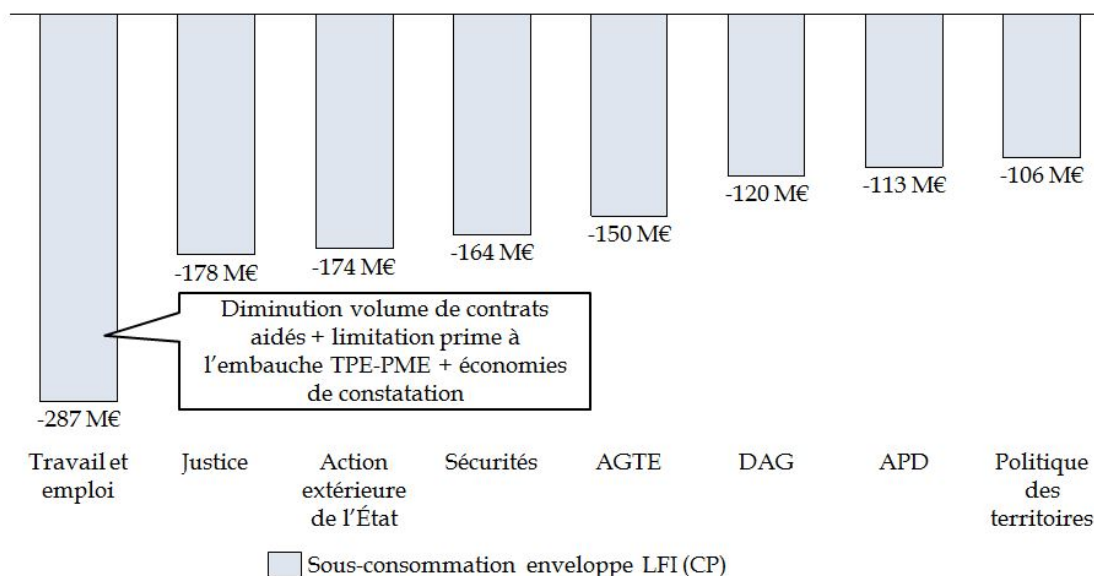 -287 M€
-178 M€
-174 M€
-164 M€
-150 M€
-120 M€
-113 M€
-106 M€
Diminution volume de contrats
aidés + limitation prime à
l'embauche TPE-PME + économies
de constatation
Travail et
emploi
Justice
Action
extérieure
de l'État
Sécurités
AGTE
DAG
APD
Politique
des
territoires
Sous-consommation enveloppe LFI (CP)